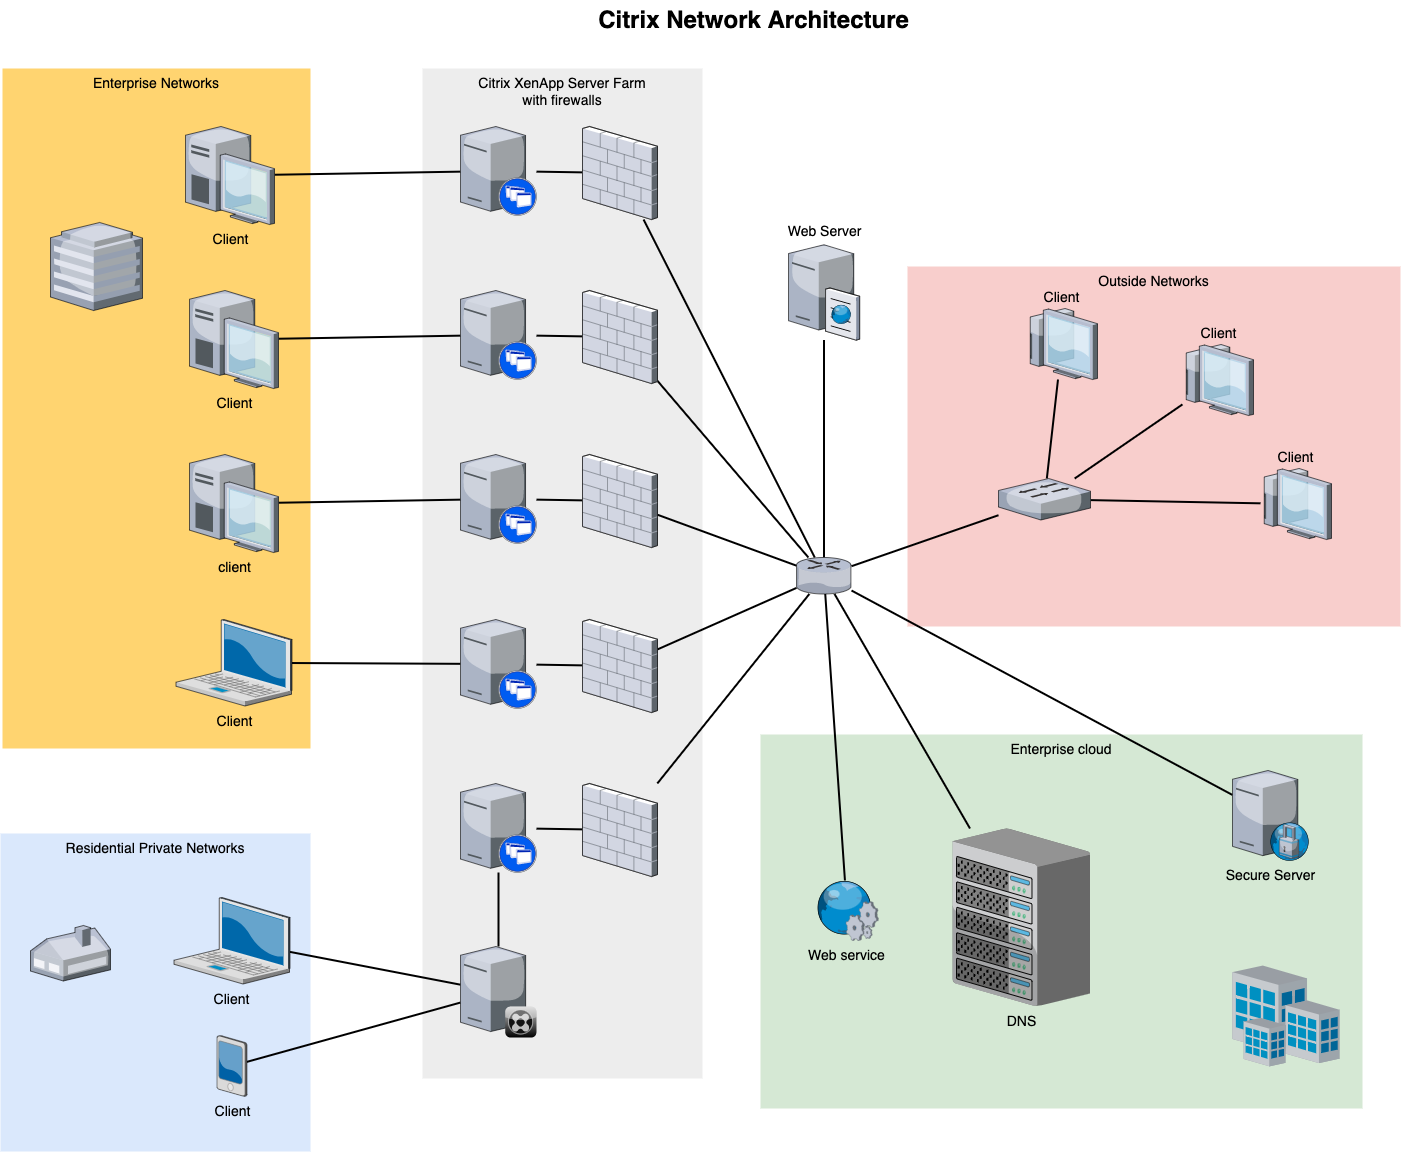 Citrix Network Architecture
Enterprise Networks
Client
Client
client
Client
Residential Private Networks
Client
Client
Citrix XenApp Server Farm
with firewalls
Web Server
Outside Networks
Client
Client
Client
Enterprise cloud
Web service
DNS
Secure Server